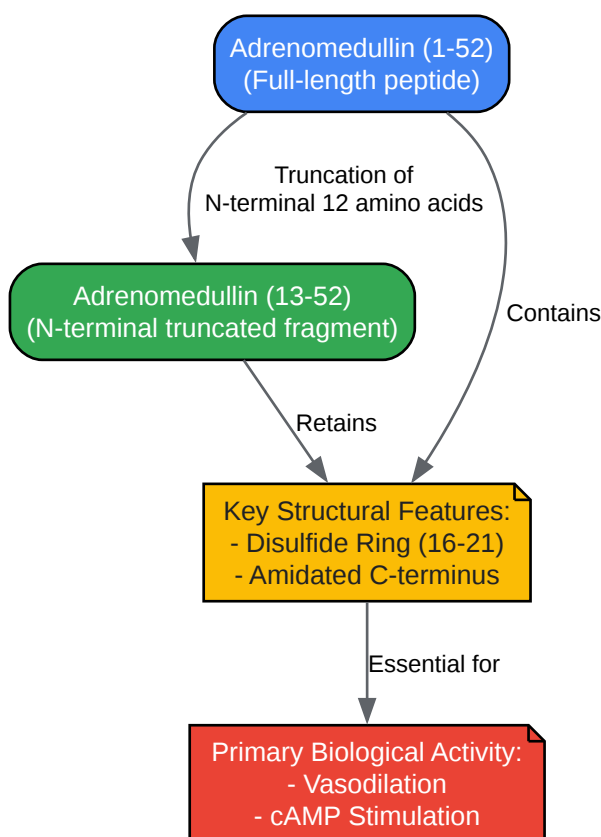 Adrenomedullin (1-52)
(Full-length peptide)
Truncation of
N-terminal 12 amino acids
Adrenomedullin (13-52)
(N-terminal truncated fragment)
Contains
Retains
Key Structural Features:
- Disulfide Ring (16-21)
- Amidated C-terminus
Essential for
Primary Biological Activity:
- Vasodilation
- cAMP Stimulation